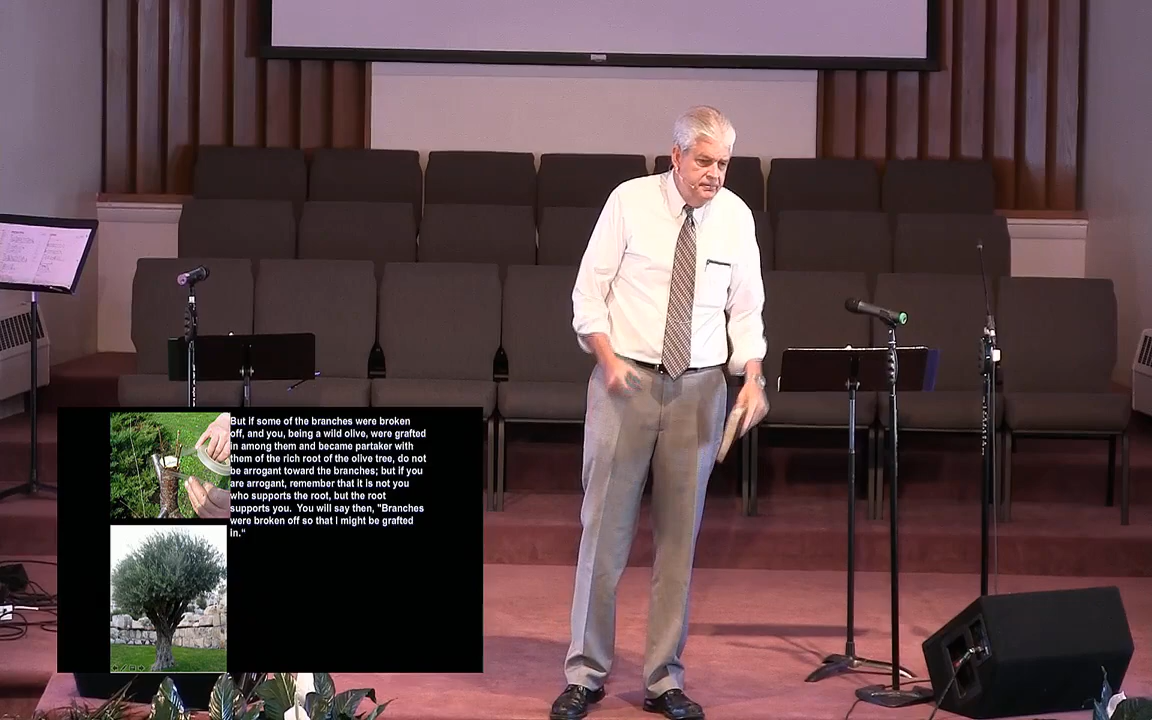 But if some of the branches were broken
off, and you, being a wild olive, were grafted
in among them and became partaker with
them of the rich root of the olive tree, do not
be arrogant toward the branches; but if you
are arrogant, remember that it is not you
who supports the root, but the root
supports you.  You will say then, "Branches
were broken off so that I might be grafted
in."